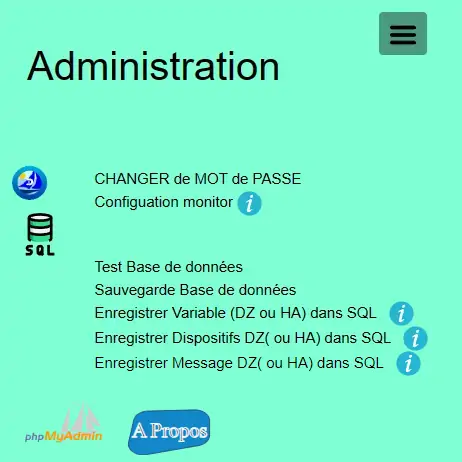 Administration
CHANGER de MOT de PASSE
Configuation monitor i
SQL
Test Base de données
Sauvegarde Base de données
Enregistrer Variable (DZ ou HA) dans SQL i
Enregistrer Dispositifs DZ( ou HA) dans SQL i
Enregistrer Message DZ( ou HA) dans SQL i
phpMyAdmin
A Propos